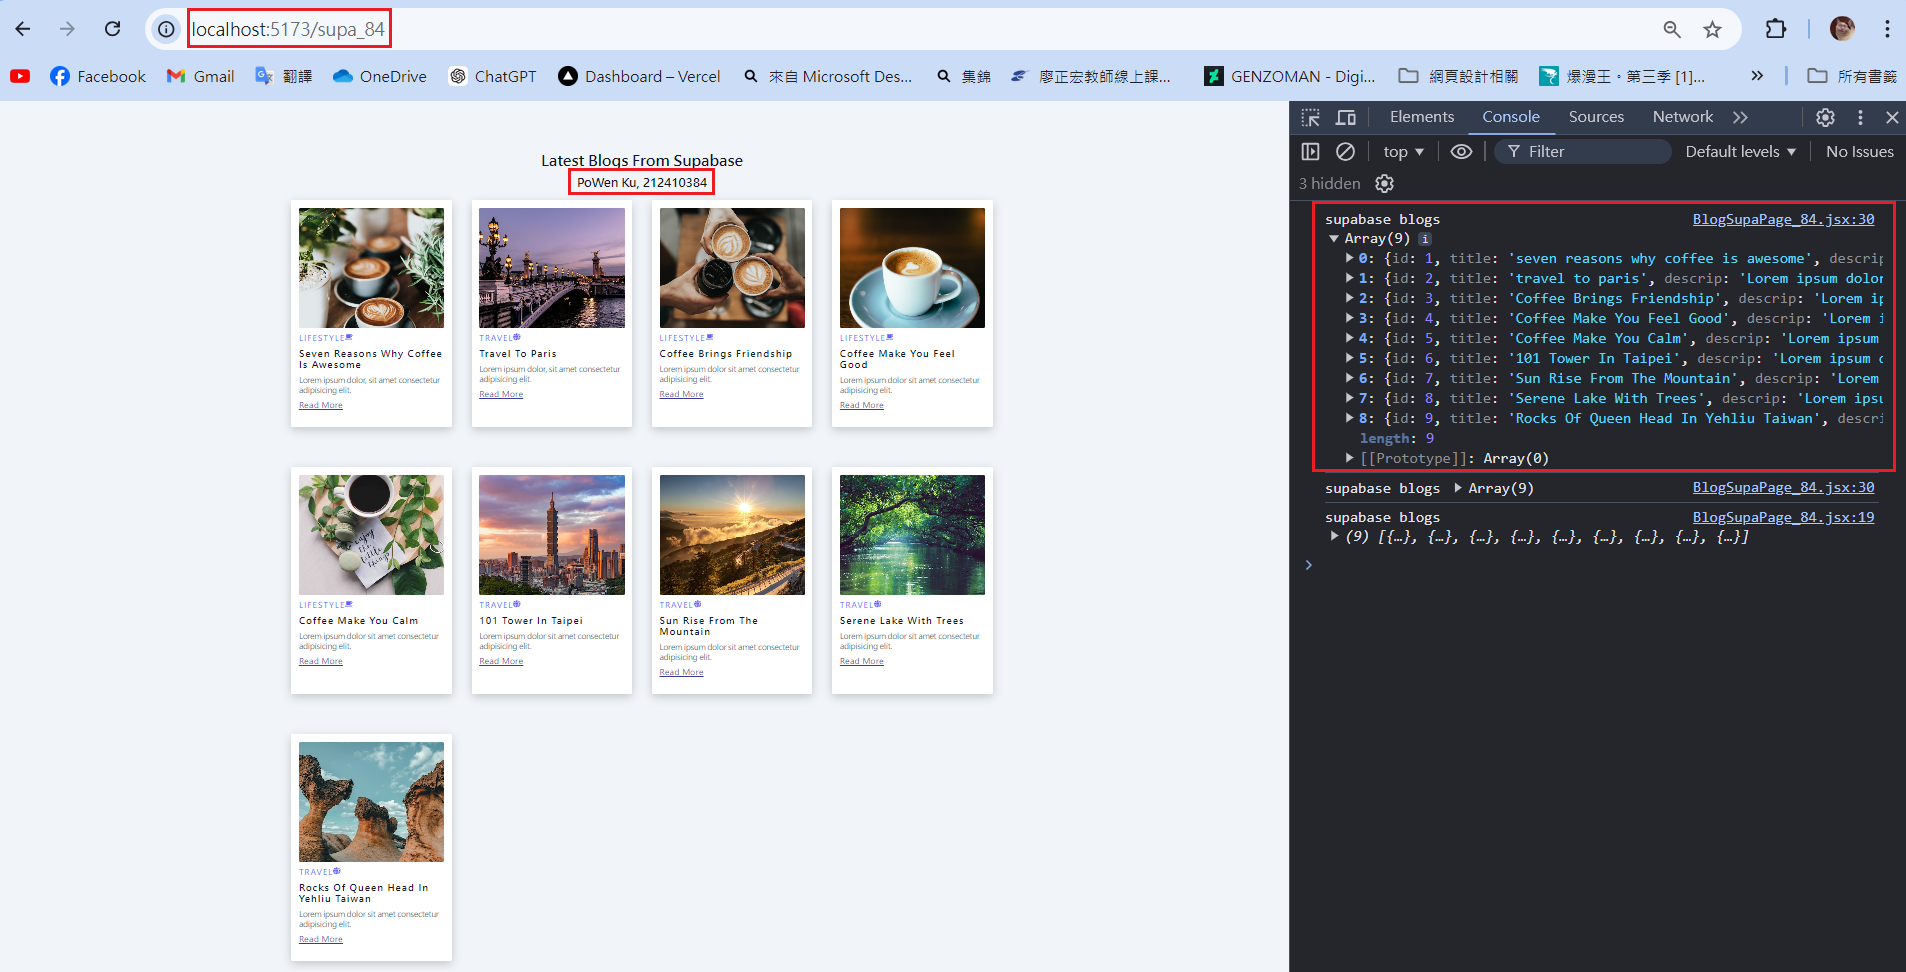 localhost:5173/supa_84
Facebook
Gmail
翻譯
OneDrive
ChatGPT
Dashboard – Vercel
來自 Microsoft Des...
集錦
廖正宏教師線上課...
GENZOMAN - Digi...
網頁設計相關
爆漫王。第三季 [1]...
所有書籤
Latest Blogs From Supabase
PoWen Ku, 212410384
LIFESTYLE
Seven Reasons Why Coffee
Is Awesome
Lorem ipsum dolor, sit amet consectetur
adipisicing elit.
Read More
TRAVEL
Travel To Paris
Lorem ipsum dolor, sit amet consectetur
adipisicing elit.
Read More
LIFESTYLE
Coffee Brings Friendship
Lorem ipsum dolor sit amet consectetur
adipisicing elit.
Read More
LIFESTYLE
Coffee Make You Feel
Good
Lorem ipsum dolor sit amet consectetur
adipisicing elit.
Read More
enjoy
the
little
things
LIFESTYLE
Coffee Make You Calm
Lorem ipsum dolor sit amet consectetur
adipisicing elit.
Read More
TRAVEL
101 Tower In Taipei
Lorem ipsum dolor sit amet consectetur
adipisicing elit.
Read More
TRAVEL
Sun Rise From The
Mountain
Lorem ipsum dolor sit amet consectetur
adipisicing elit.
Read More
TRAVEL
Serene Lake With Trees
Lorem ipsum dolor sit amet consectetur
adipisicing elit.
Read More
TRAVEL
Rocks Of Queen Head In
Yehliu Taiwan
Lorem ipsum dolor sit amet consectetur
adipisicing elit.
Read More
Elements Console Sources Network
top Filter Default levels No Issues
3 hidden
supabase blogs BlogSupaPage_84.jsx:30
Array(9) i
0: {id: 1, title: 'seven reasons why coffee is awesome', descrip
1: {id: 2, title: 'travel to paris', descrip: 'Lorem ipsum dolor
2: {id: 3, title: 'Coffee Brings Friendship', descrip: 'Lorem ip
3: {id: 4, title: 'Coffee Make You Feel Good', descrip: 'Lorem i
4: {id: 5, title: 'Coffee Make You Calm', descrip: 'Lorem ipsum
5: {id: 6, title: '101 Tower In Taipei', descrip: 'Lorem ipsum d
6: {id: 7, title: 'Sun Rise From The Mountain', descrip: 'Lorem
7: {id: 8, title: 'Serene Lake With Trees', descrip: 'Lorem ipsu
8: {id: 9, title: 'Rocks Of Queen Head In Yehliu Taiwan', descri
length: 9
[[Prototype]]: Array(0)
supabase blogs Array(9) BlogSupaPage_84.jsx:30
supabase blogs BlogSupaPage_84.jsx:19
(9) [{…}, {…}, {…}, {…}, {…}, {…}, {…}, {…}, {…}]